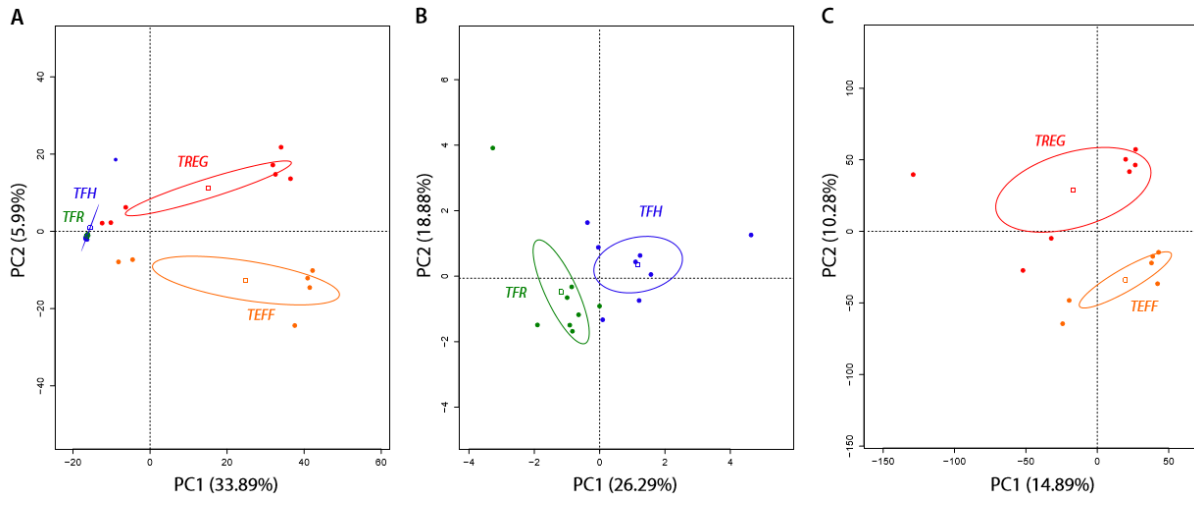 A
PC2 (5.99%)
40
20
0
−20
−40
TREG
TFH
TFR
TEFF
−20
0
20
40
60
PC1 (33.89%)
B
PC2 (18.88%)
6
4
2
0
−2
−4
TFH
TFR
−4
−2
0
2
4
PC1 (26.29%)
C
PC2 (10.28%)
100
50
0
−50
−100
−150
TREG
TEFF
−150
−100
−50
0
50
PC1 (14.89%)